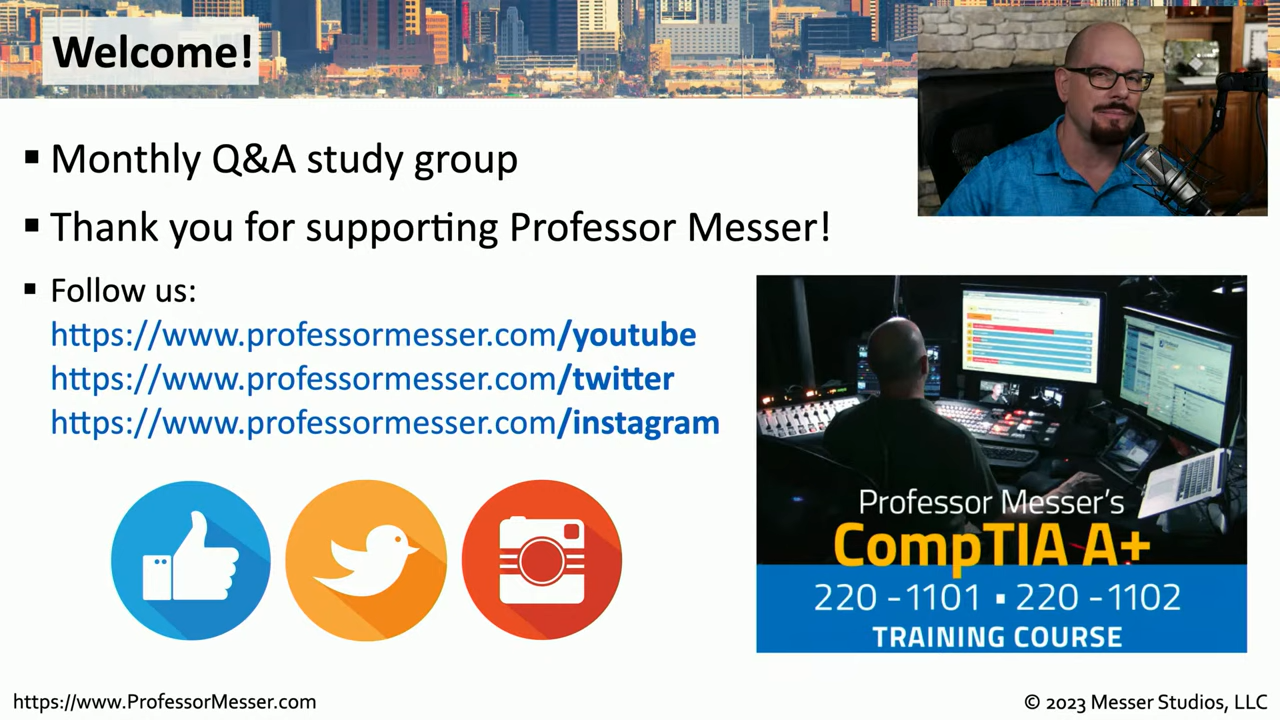 Welcome!
▪ Monthly Q&A study group
▪ Thank you for supporting Professor Messer!
▪ Follow us:
https://www.professormesser.com/youtube
https://www.professormesser.com/twitter
https://www.professormesser.com/instagram
Professor Messer's
CompTIA A+
220 -1101 ▪ 220 -1102
TRAINING COURSE
https://www.ProfessorMesser.com
© 2023 Messer Studios, LLC